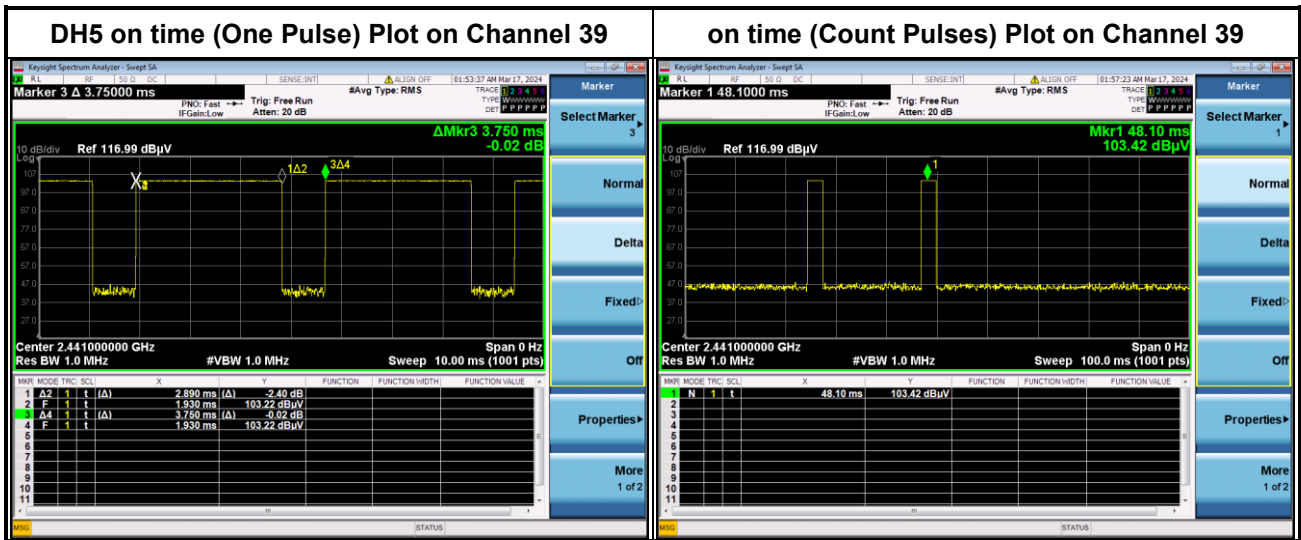 DH5 on time (One Pulse) Plot on Channel 39
Keysight Spectrum Analyzer - Swept SA
RL RF 50 Ω DC SENSE:INT ALIGN OFF 01:53:37 AM Mar 17, 2024
Marker 3 Δ 3.75000 ms #Avg Type: RMS TRACE 1 2 3 4 5 6
PNO: Fast Trig: Free Run TYPE WWWWWW
IFGain:Low Atten: 20 dB DET P P P P P P
ΔMkr3 3.750 ms
-0.02 dB
10 dB/div Ref 116.99 dBµV
Log
107
97.0
87.0
77.0
67.0
57.0
47.0
37.0
27.0
1Δ2
3Δ4
Center 2.441000000 GHz Span 0 Hz
Res BW 1.0 MHz #VBW 1.0 MHz Sweep 10.00 ms (1001 pts)
MKR MODE TRC SCL X Y FUNCTION FUNCTION WIDTH FUNCTION VALUE
1 Δ2 1 t (Δ) 2.890 ms (Δ) -2.40 dB
2 F 1 t 1.930 ms 103.22 dBµV
3 Δ4 1 t (Δ) 3.750 ms (Δ) -0.02 dB
4 F 1 t 1.930 ms 103.22 dBµV
5
6
7
8
9
10
11
MSG STATUS
Marker
Select Marker
3
Normal
Delta
Fixed
Off
Properties
More
1 of 2
on time (Count Pulses) Plot on Channel 39
Keysight Spectrum Analyzer - Swept SA
RL RF 50 Ω DC SENSE:INT ALIGN OFF 01:57:23 AM Mar 17, 2024
Marker 1 48.1000 ms #Avg Type: RMS TRACE 1 2 3 4 5 6
PNO: Fast Trig: Free Run TYPE WWWWWW
IFGain:Low Atten: 20 dB DET P P P P P P
Mkr1 48.10 ms
103.42 dBµV
10 dB/div Ref 116.99 dBµV
Log
107
97.0
87.0
77.0
67.0
57.0
47.0
37.0
27.0
1
Center 2.441000000 GHz Span 0 Hz
Res BW 1.0 MHz #VBW 1.0 MHz Sweep 100.0 ms (1001 pts)
MKR MODE TRC SCL X Y FUNCTION FUNCTION WIDTH FUNCTION VALUE
1 N 1 t 48.10 ms 103.42 dBµV
2
3
4
5
6
7
8
9
10
11
MSG STATUS
Marker
Select Marker
1
Normal
Delta
Fixed
Off
Properties
More
1 of 2